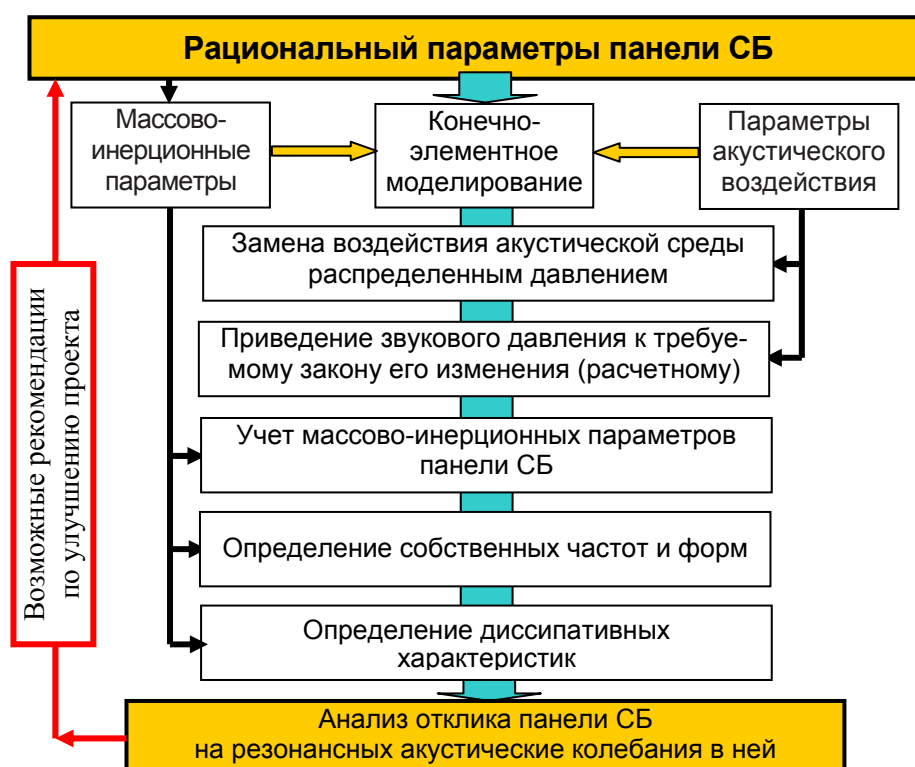 Рациональный параметры панели СБ
Массово-
инерционные
параметры
Конечно-
элементное
моделирование
Параметры
акустического
воздействия
Замена воздействия акустической среды
распределенным давлением
Приведение звукового давления к требуе-
мому закону его изменения (расчетному)
Учет массово-инерционных параметров
панели СБ
Определение собственных частот и форм
Определение диссипативных
характеристик
Анализ отклика панели СБ
на резонансных акустические колебания в ней
Возможные рекомендации
по улучшению проекта